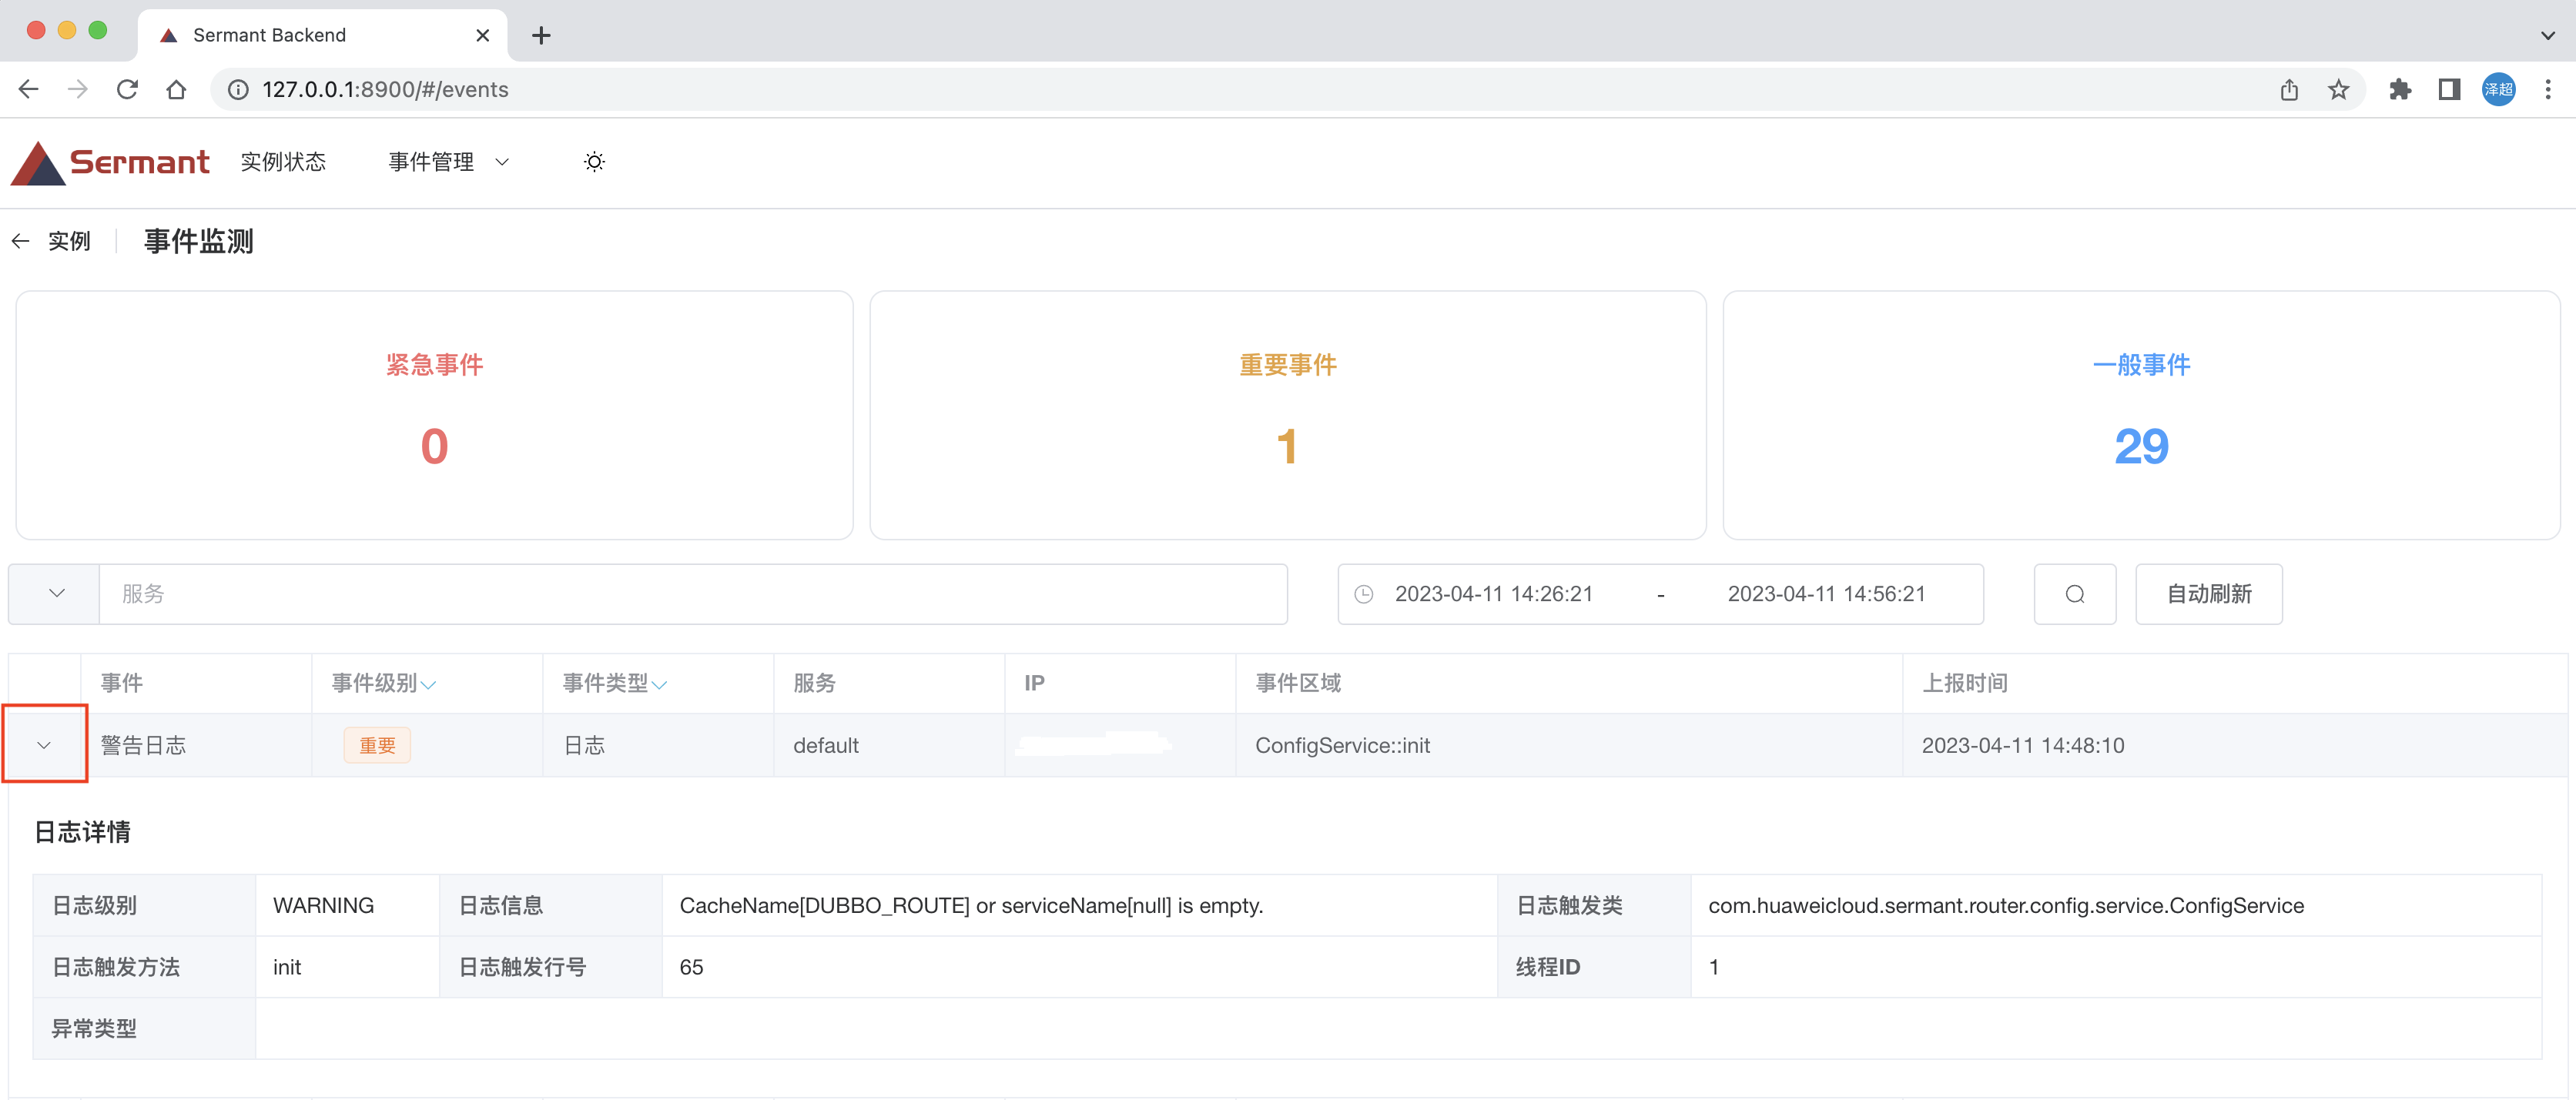 Sermant Backend
127.0.0.1:8900/#/events
泽超
Sermant 实例状态 事件管理
实例 事件监测
紧急事件 重要事件 一般事件
0 1 29
服务 2023-04-11 14:26:21 - 2023-04-11 14:56:21 自动刷新
事件 事件级别 事件类型 服务 IP 事件区域 上报时间
警告日志 重要 日志 default ConfigService::init 2023-04-11 14:48:10
日志详情
日志级别 WARNING 日志信息 CacheName[DUBBO_ROUTE] or serviceName[null] is empty. 日志触发类 com.huaweicloud.sermant.router.config.service.ConfigService
日志触发方法 init 日志触发行号 65 线程ID 1
异常类型